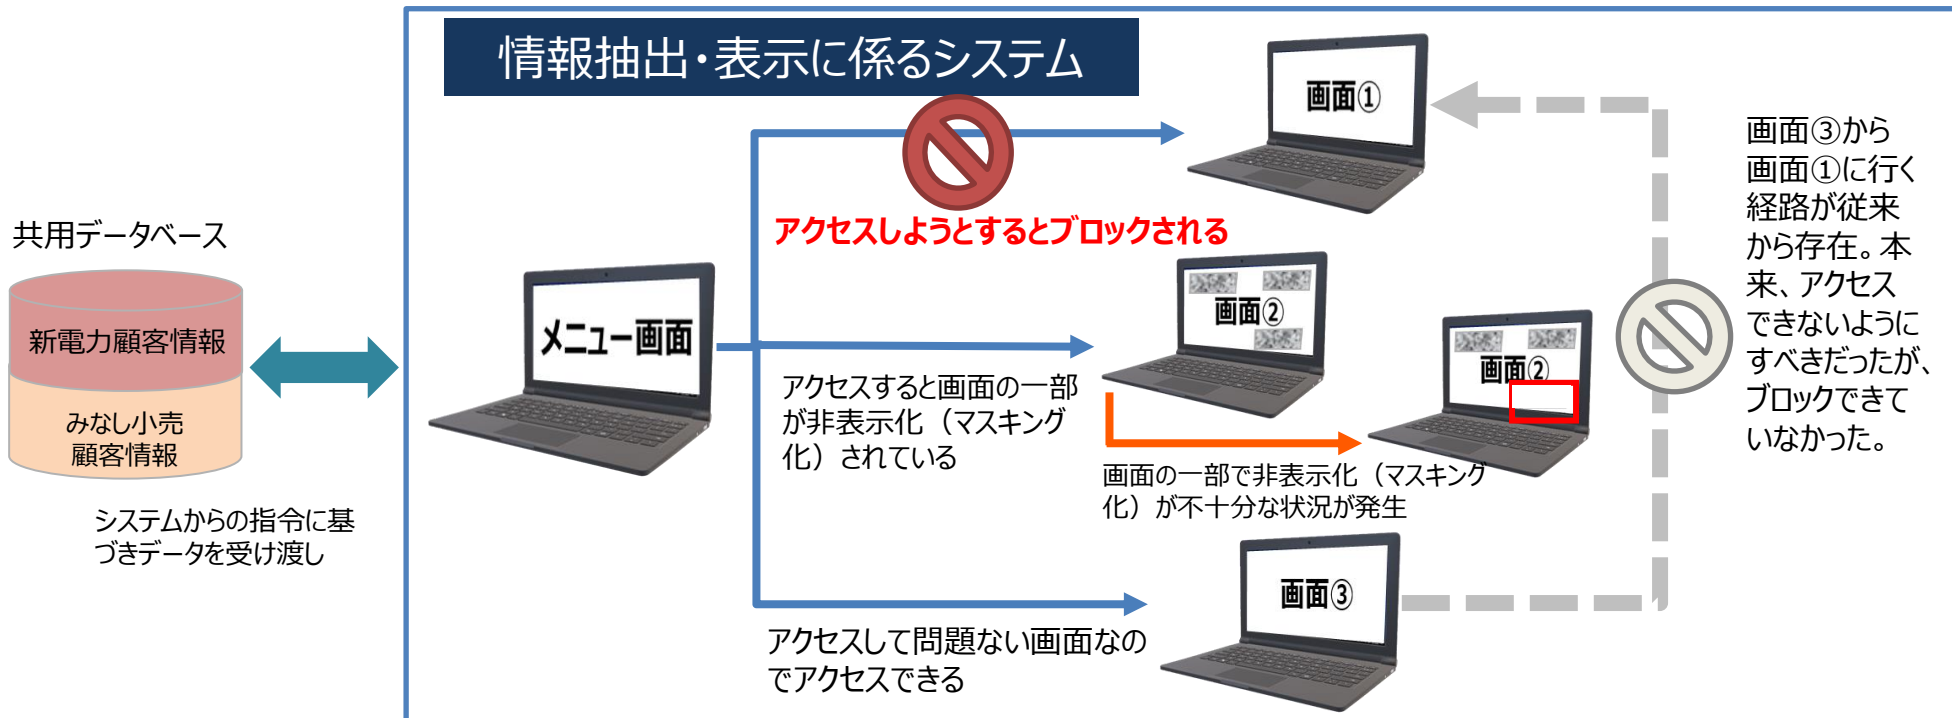 情報抽出・表示に係るシステム
画面①
アクセスしようとするとブロックされる
共用データベース
新電力顧客情報
みなし小売
顧客情報
システムからの指令に基
づきデータを受け渡し
メニュー画面
画面②
アクセスすると画面の一部
が非表示化（マスキング
化）されている
画面②
画面の一部で非表示化（マスキング
化）が不十分な状況が発生
画面③
アクセスして問題ない画面なの
でアクセスできる
画面③から
画面①に行く
経路が従来
から存在。本
来、アクセス
できないように
すべきだったが、
ブロックできて
いなかった。